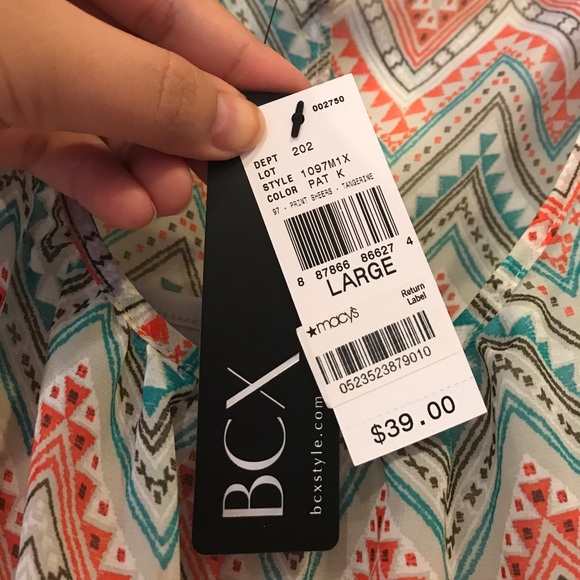 002750
DEPT 202
LOT
STYLE 1097M1X
COLOR PAT K
97 - PRINT SHEERS - TANGERINE
8 87866 86627 4
LARGE
Return
Label
★macy's
0523523879010
$39.00
BCX
bcxstyle.com